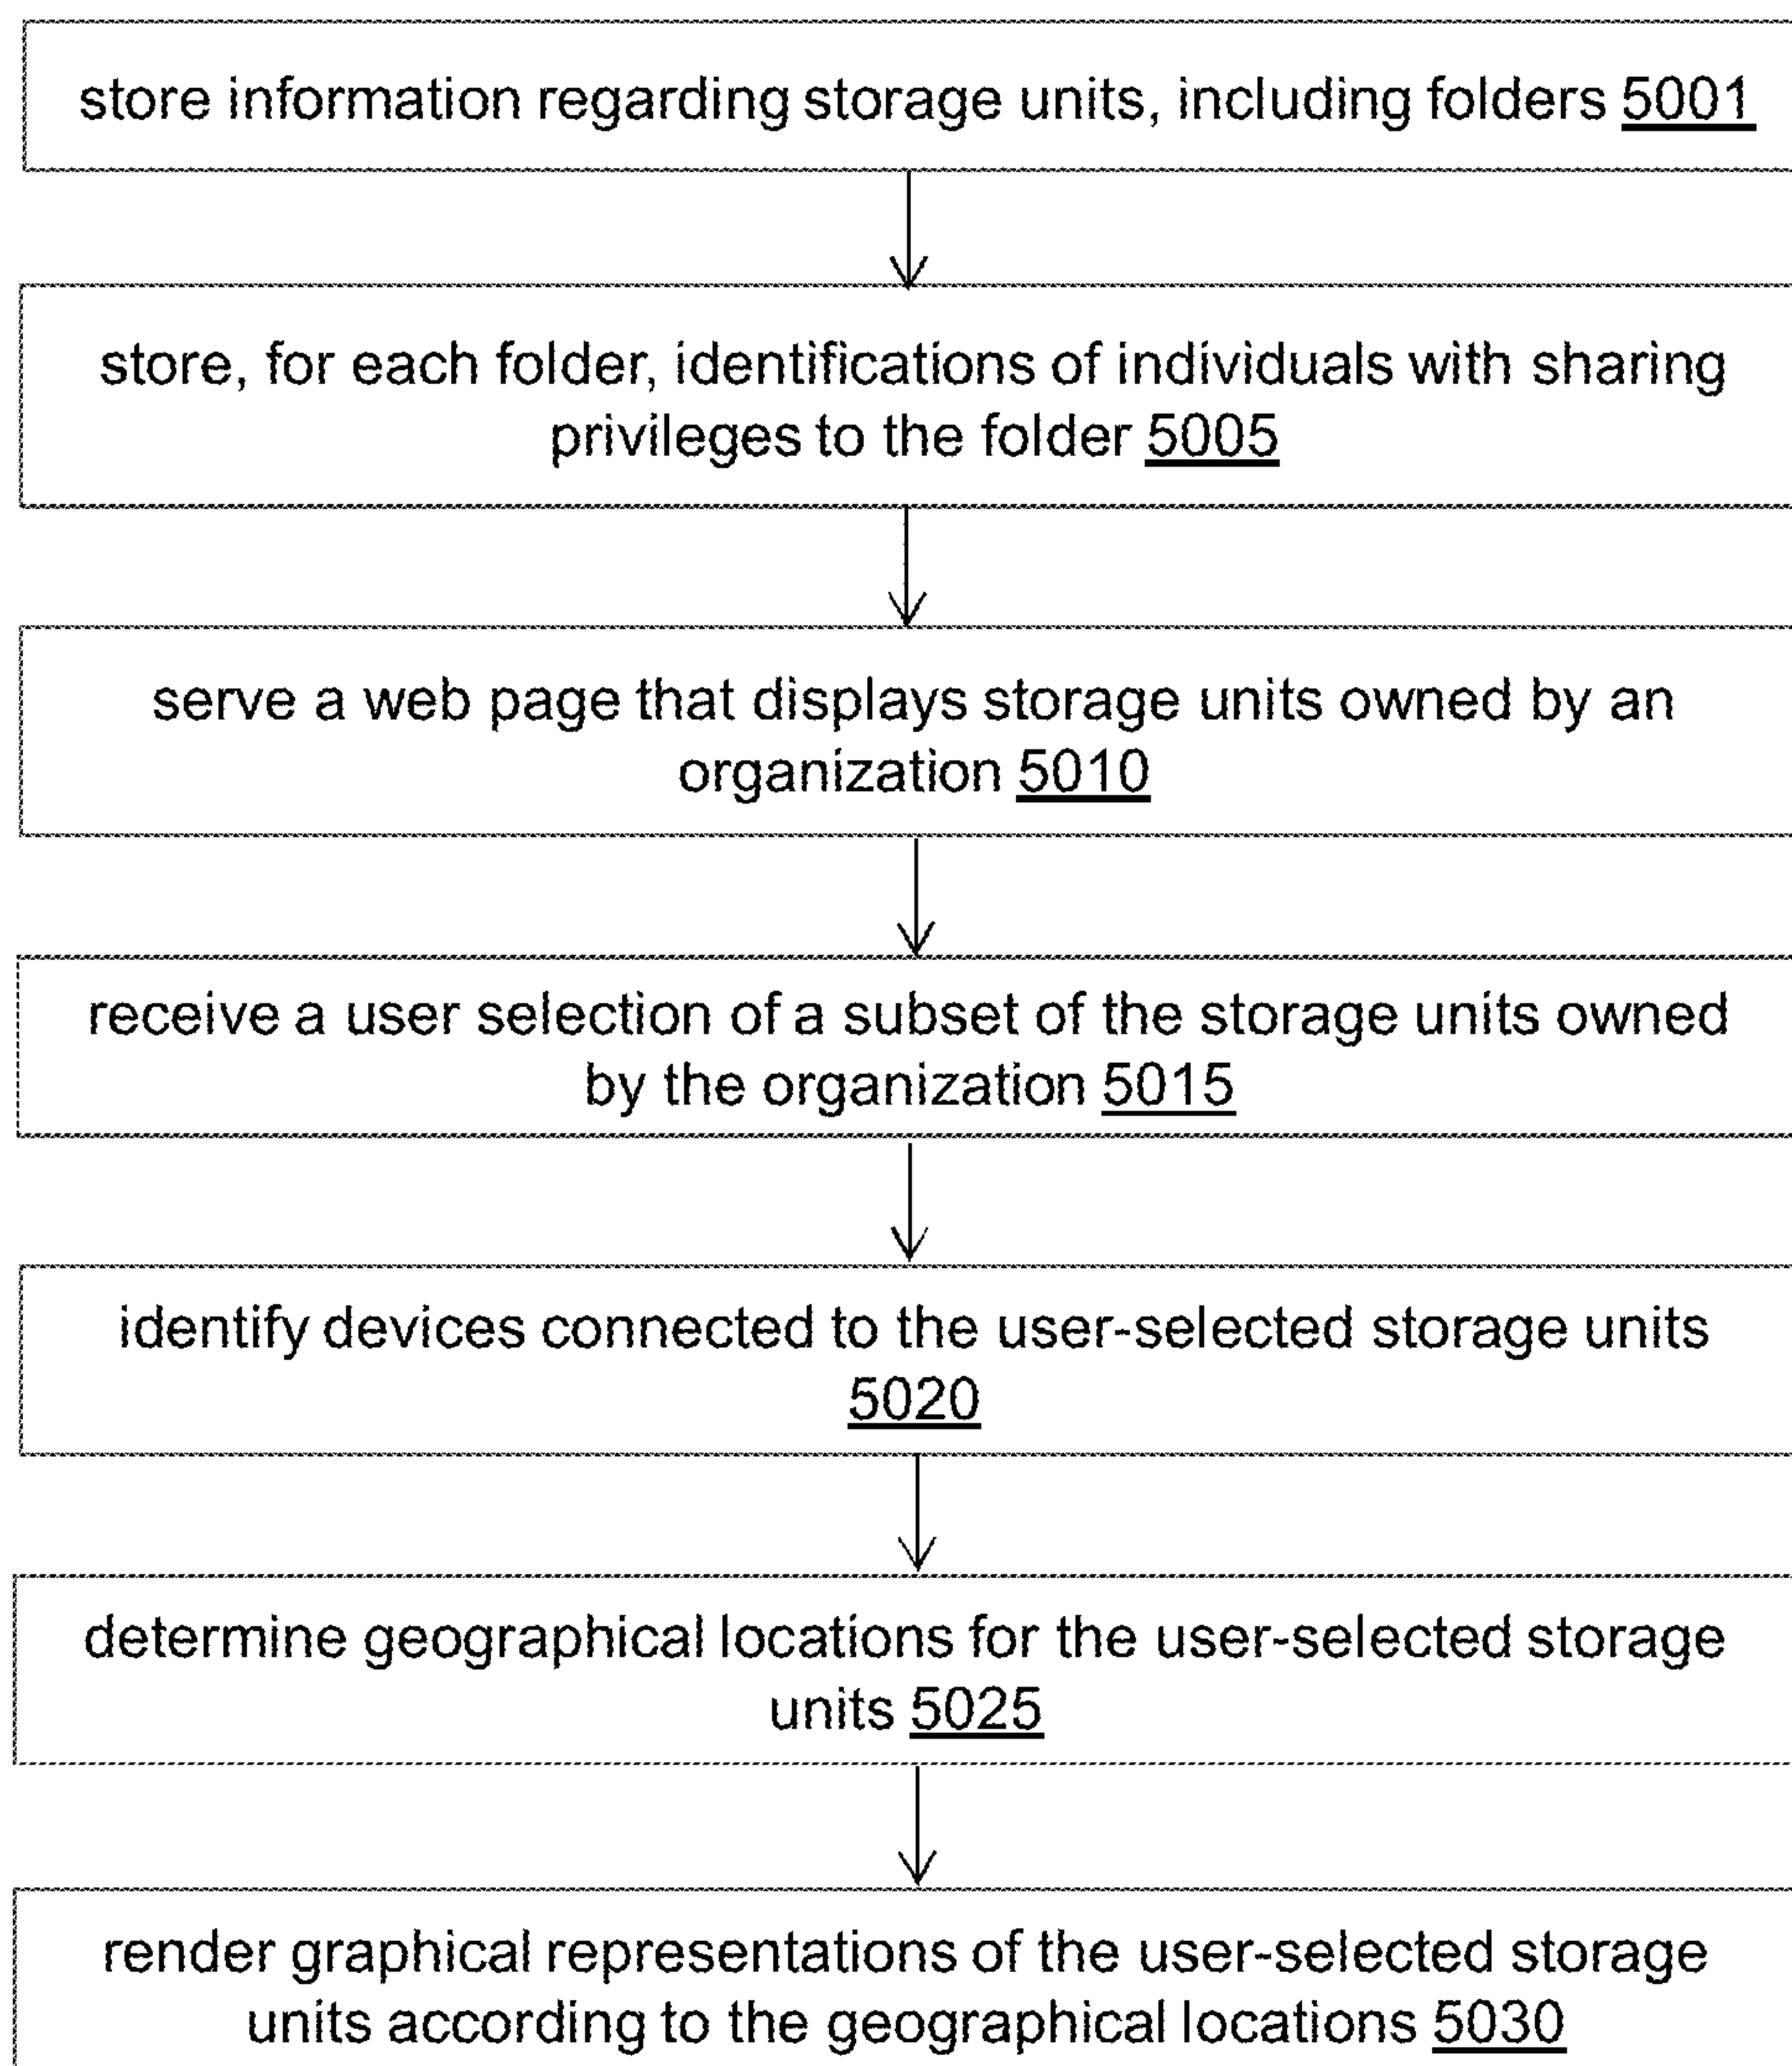 store information regarding storage units, including folders 5001
store, for each folder, identifications of individuals with sharing
privileges to the folder 5005
serve a web page that displays storage units owned by an
organization 5010
receive a user selection of a subset of the storage units owned
by the organization 5015
identify devices connected to the user-selected storage units
5020
determine geographical locations for the user-selected storage
units 5025
render graphical representations of the user-selected storage
units according to the geographical locations 5030